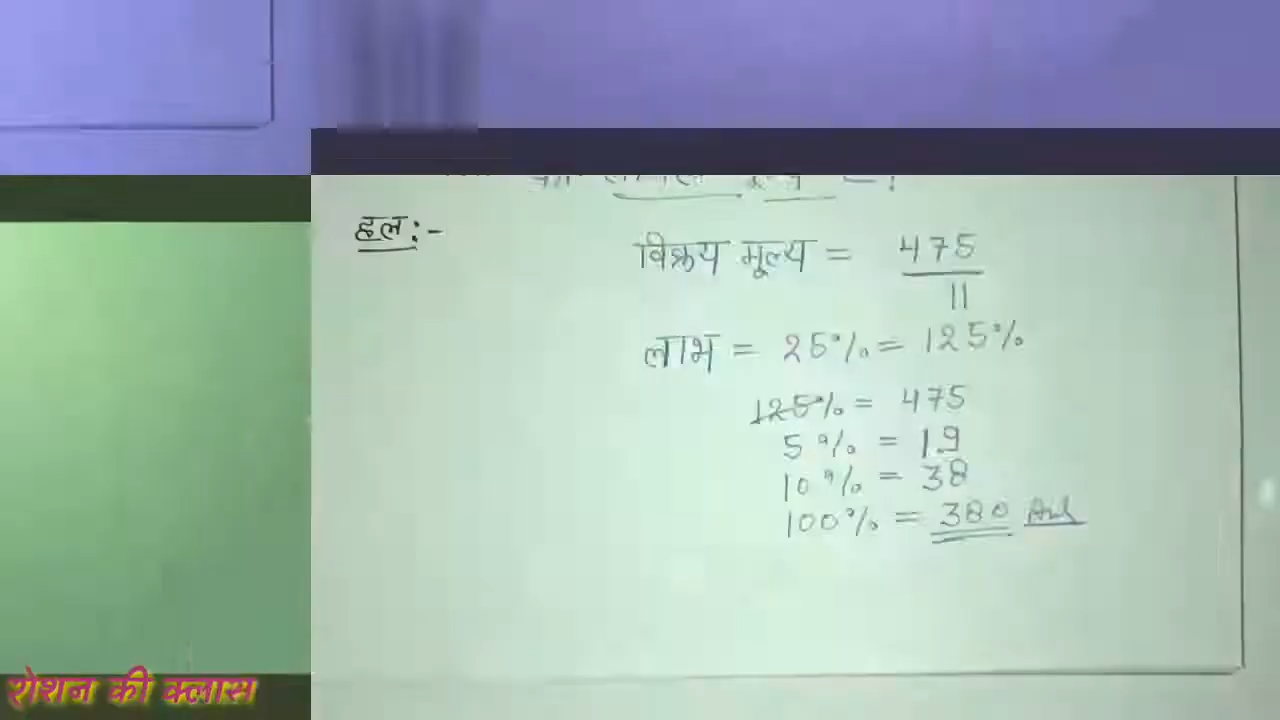 हल:-
विक्रय मूल्य = 475
11
लाभ = 25% = 125%
125% = 475
5% = 19
10% = 38
100% = 380 Ans
रोशन की क्लास